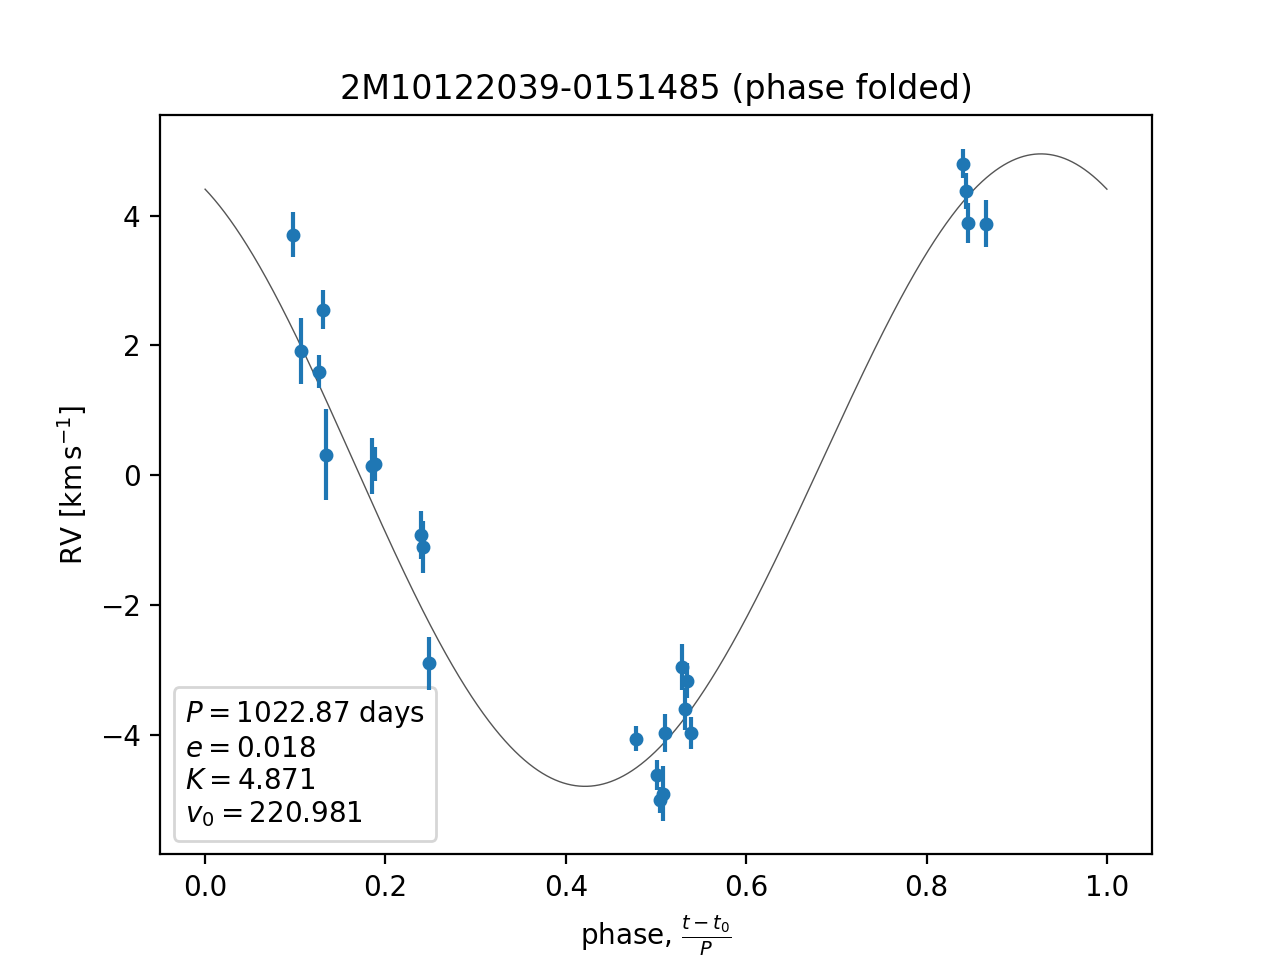 2M10122039-0151485 (phase folded)
RV [km s⁻¹]
4
2
0
−2
−4
P = 1022.87 days
e = 0.018
K = 4.871
v₀ = 220.981
0.0 0.2 0.4 0.6 0.8 1.0
phase, (t − t₀)/P